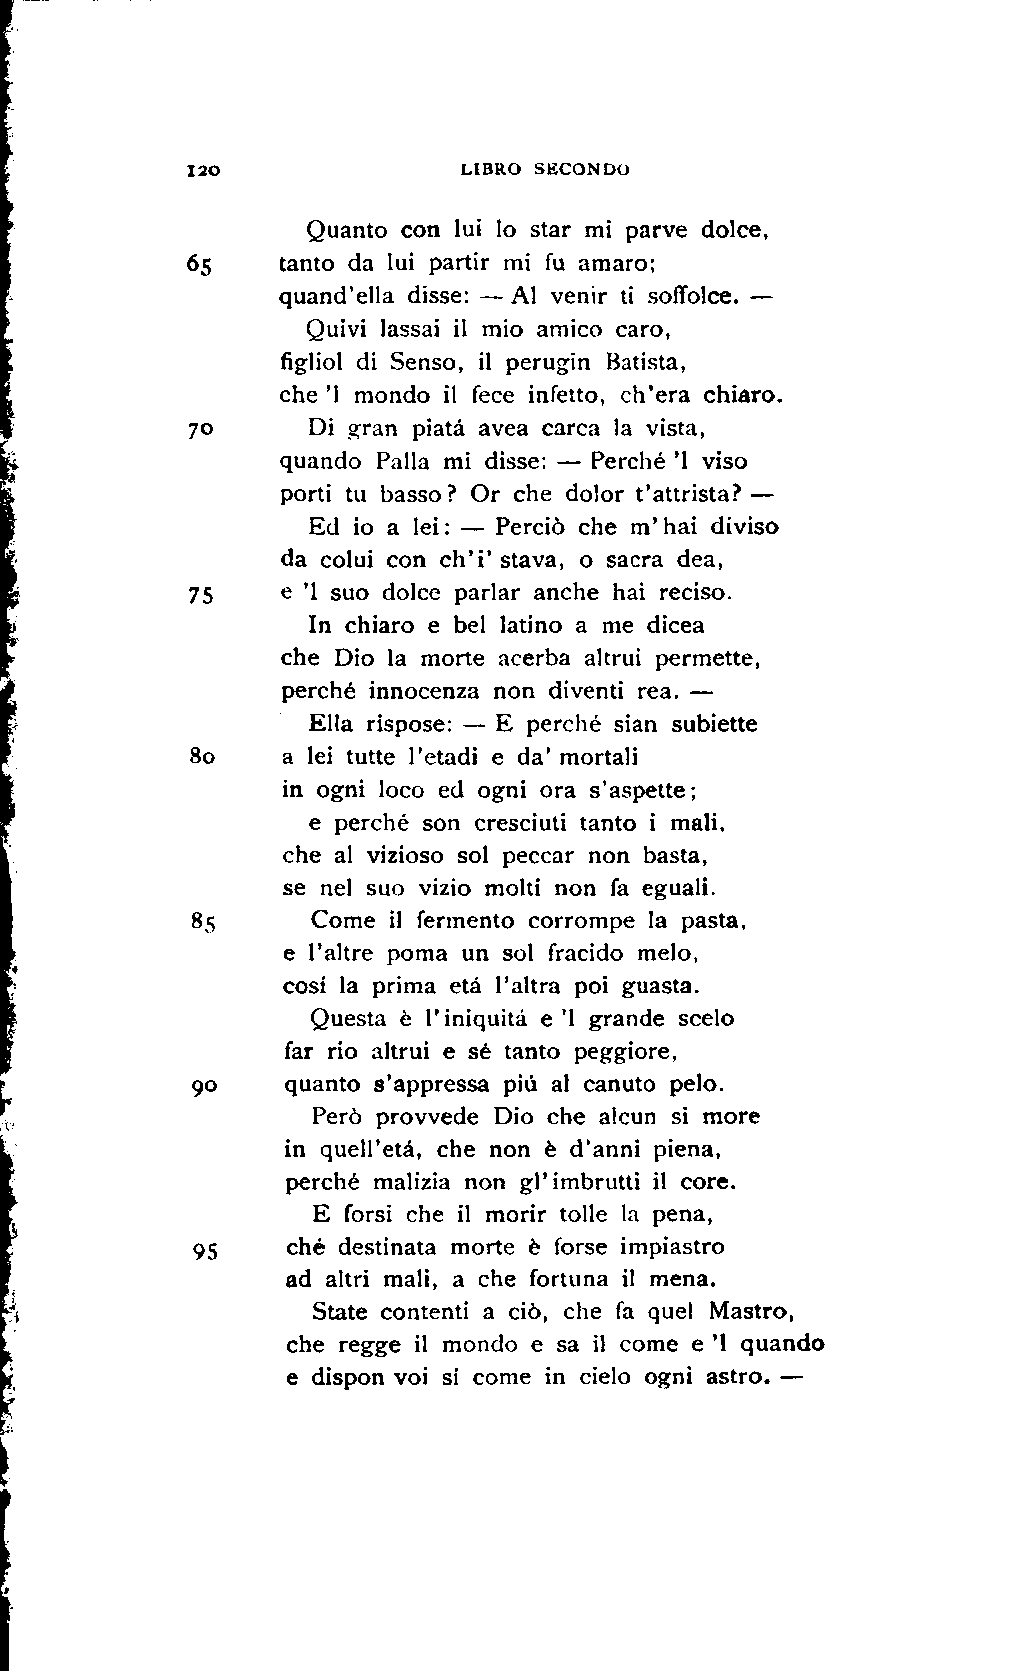 120 LIBRO SECONDO
Quanto con lui lo star mi parve dolce,
65 tanto da lui partir mi fu amaro;
quand'ella disse: — Al venir ti soffolce. —
Quivi lassai il mio amico caro,
figliol di Senso, il perugin Batista,
che 'l mondo il fece infetto, ch'era chiaro.
70 Di gran piatá avea carca la vista,
quando Palla mi disse: — Perché 'l viso
porti tu basso? Or che dolor t'attrista? —
Ed io a lei: — Perciò che m'hai diviso
da colui con ch'i' stava, o sacra dea,
75 e 'l suo dolce parlar anche hai reciso.
In chiaro e bel latino a me dicea
che Dio la morte acerba altrui permette,
perché innocenza non diventi rea. —
Ella rispose: — E perché sian subiette
80 a lei tutte l'etadi e da' mortali
in ogni loco ed ogni ora s'aspette;
e perché son cresciuti tanto i mali,
che al vizioso sol peccar non basta,
se nel suo vizio molti non fa eguali.
85 Come il fermento corrompe la pasta,
e l'altre poma un sol fracido melo,
cosí la prima etá l'altra poi guasta.
Questa è l'iniquitá e 'l grande scelo
far rio altrui e sé tanto peggiore,
90 quanto s'appressa piú al canuto pelo.
Però provvede Dio che alcun si more
in quell'etá, che non è d'anni piena,
perché malizia non gl'imbrutti il core.
E forsi che il morir tolle la pena,
95 ché destinata morte è forse impiastro
ad altri mali, a che fortuna il mena.
State contenti a ciò, che fa quel Mastro,
che regge il mondo e sa il come e 'l quando
e dispon voi sí come in cielo ogni astro. —